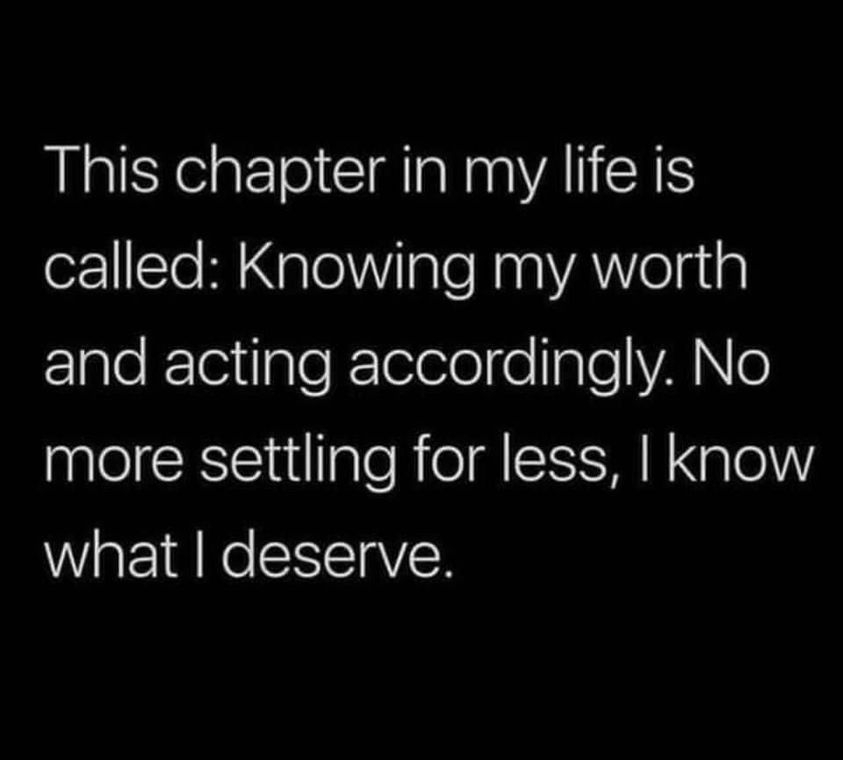 This chapter in my life is
called: Knowing my worth
and acting accordingly. No
more settling for less, I know
what I deserve.